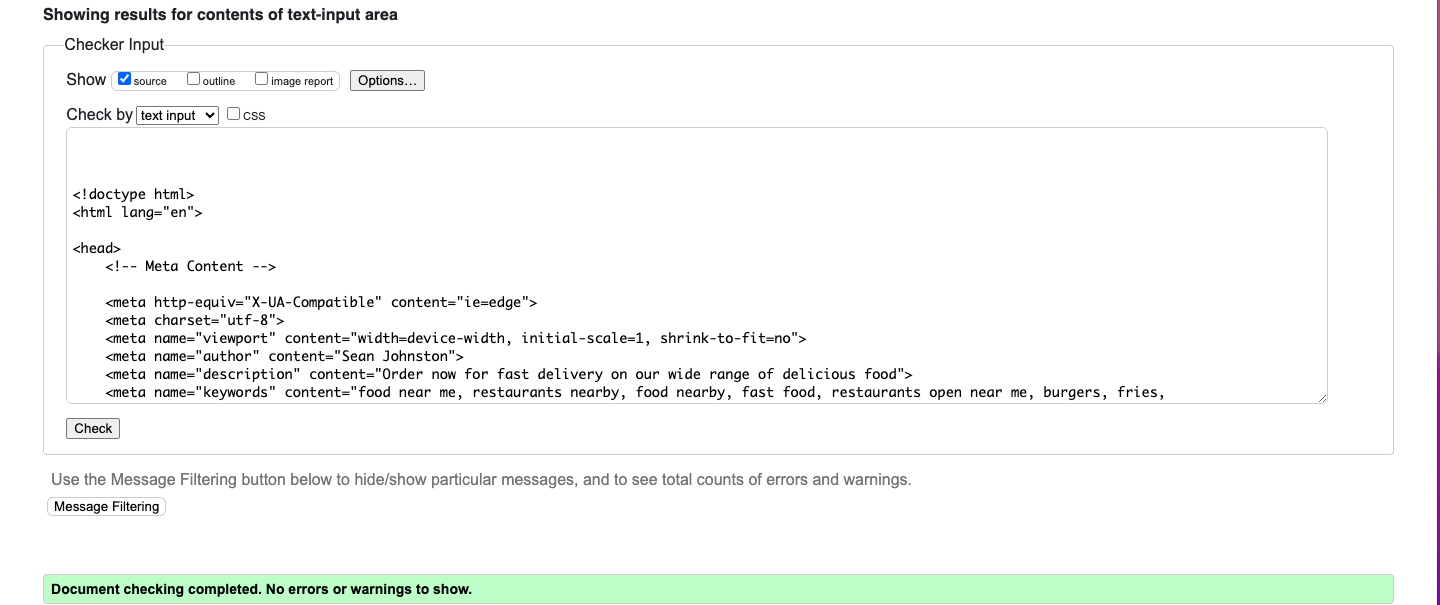 Showing results for contents of text-input area
Checker Input
Show source outline image report Options...
Check by text input CSS
<!doctype html>
<html lang="en">
<head>
<!-- Meta Content -->
<meta http-equiv="X-UA-Compatible" content="ie=edge">
<meta charset="utf-8">
<meta name="viewport" content="width=device-width, initial-scale=1, shrink-to-fit=no">
<meta name="author" content="Sean Johnston">
<meta name="description" content="Order now for fast delivery on our wide range of delicious food">
<meta name="keywords" content="food near me, restaurants nearby, food nearby, fast food, restaurants open near me, burgers, fries,
Check
Use the Message Filtering button below to hide/show particular messages, and to see total counts of errors and warnings.
Message Filtering
Document checking completed. No errors or warnings to show.